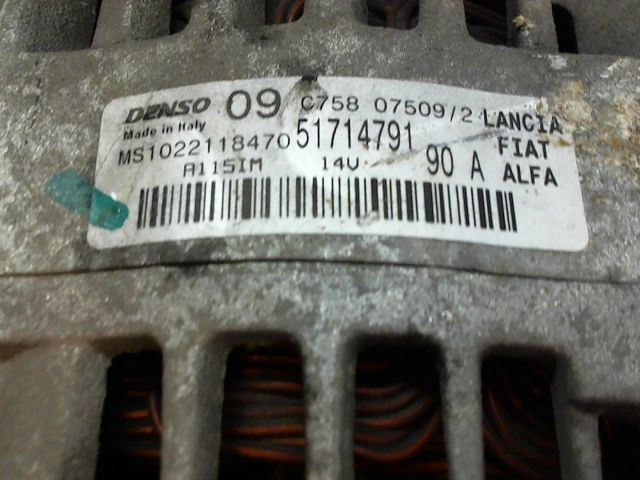 DENSO 09 C758 07509/2 LANCIA
Made in Italy
MS1022118470 51714791 FIAT
A115IM 14V 90 A ALFA